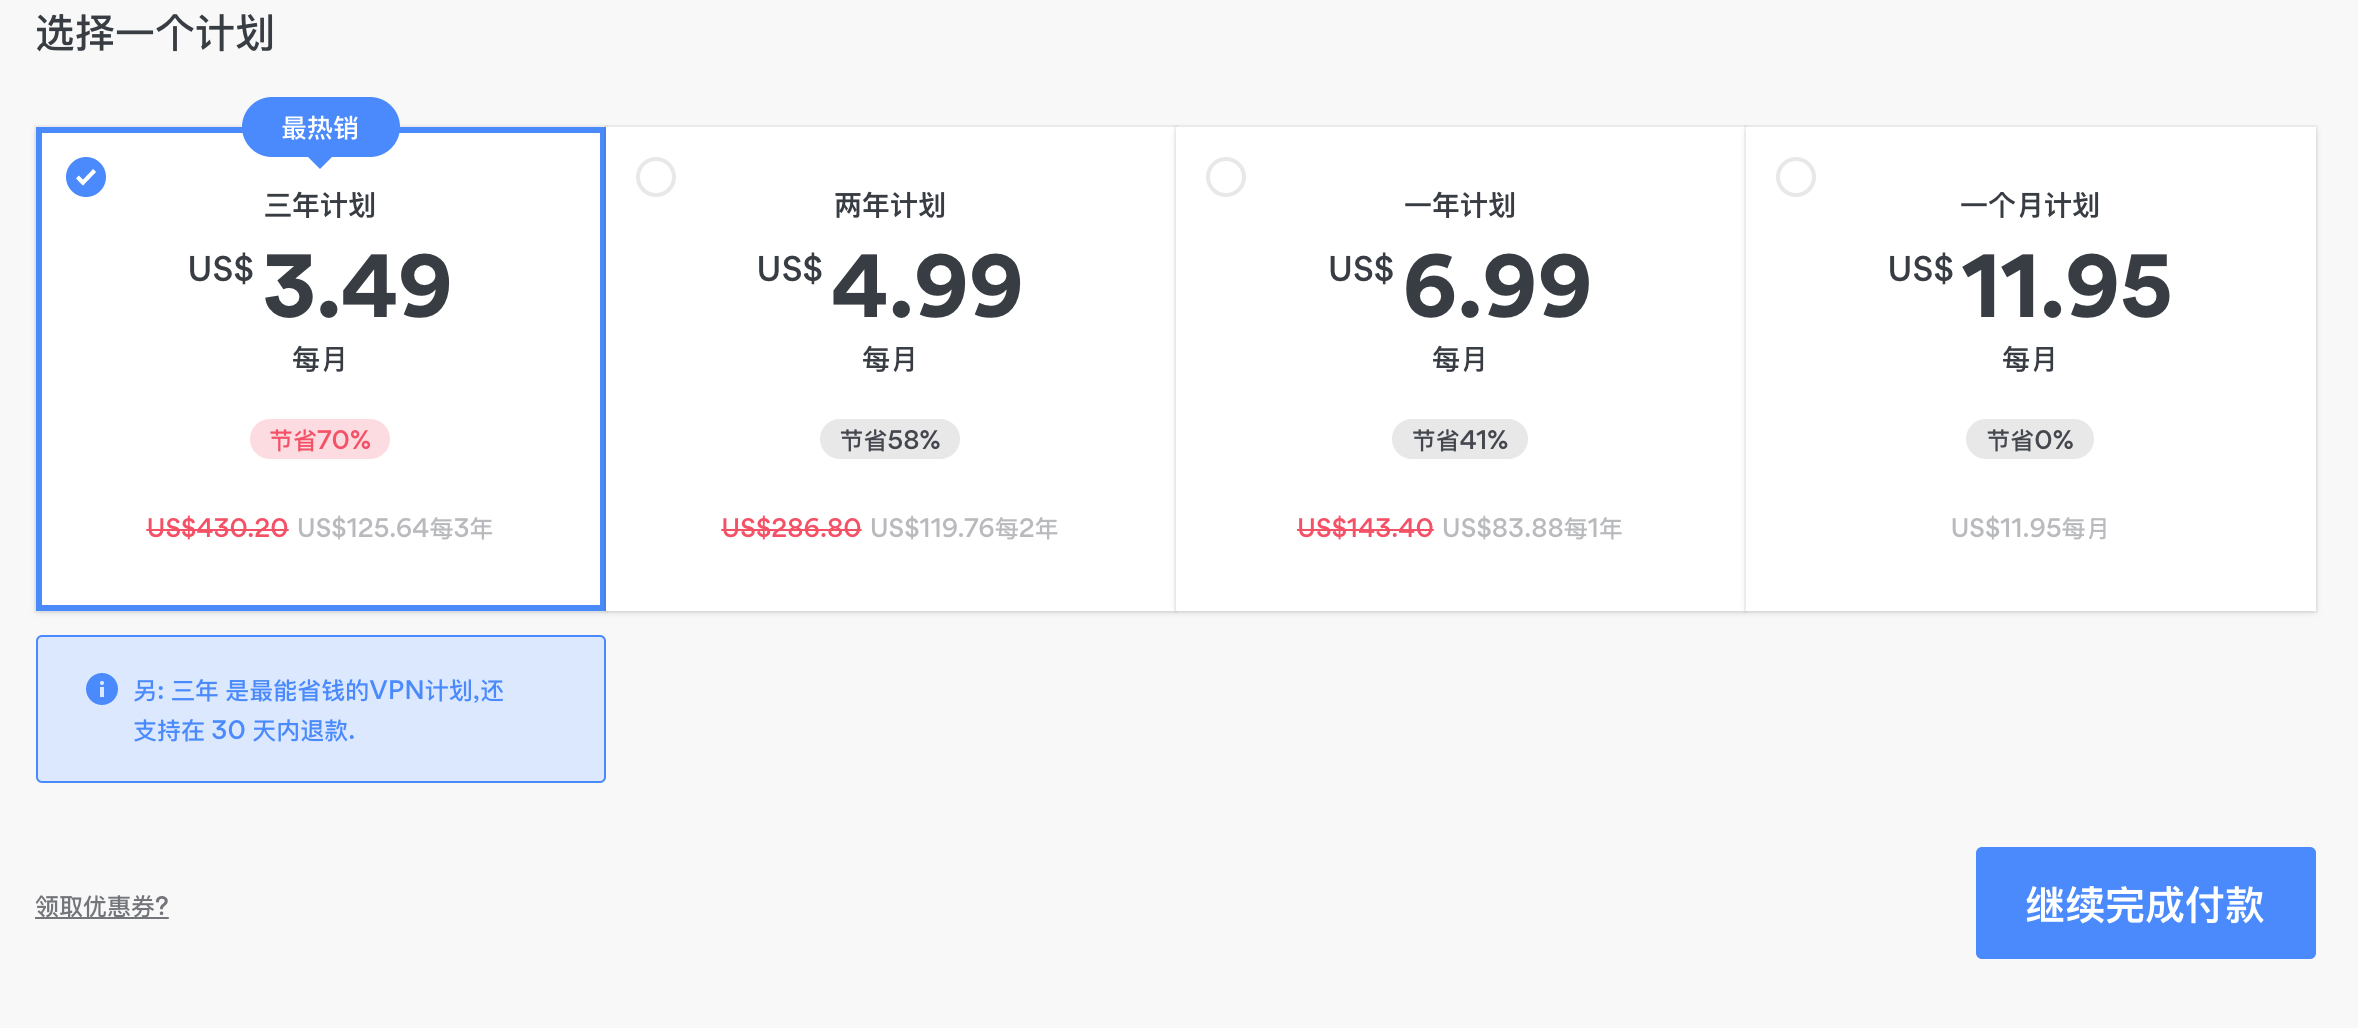 选择一个计划
最热销
三年计划
US$ 3.49
每月
节省70%
US$430.20 US$125.64每3年
两年计划
US$ 4.99
每月
节省58%
US$286.80 US$119.76每2年
一年计划
US$ 6.99
每月
节省41%
US$143.40 US$83.88每1年
一个月计划
US$ 11.95
每月
节省0%
US$11.95每月
另: 三年 是最能省钱的VPN计划,还
支持在 30 天内退款.
领取优惠券?
继续完成付款